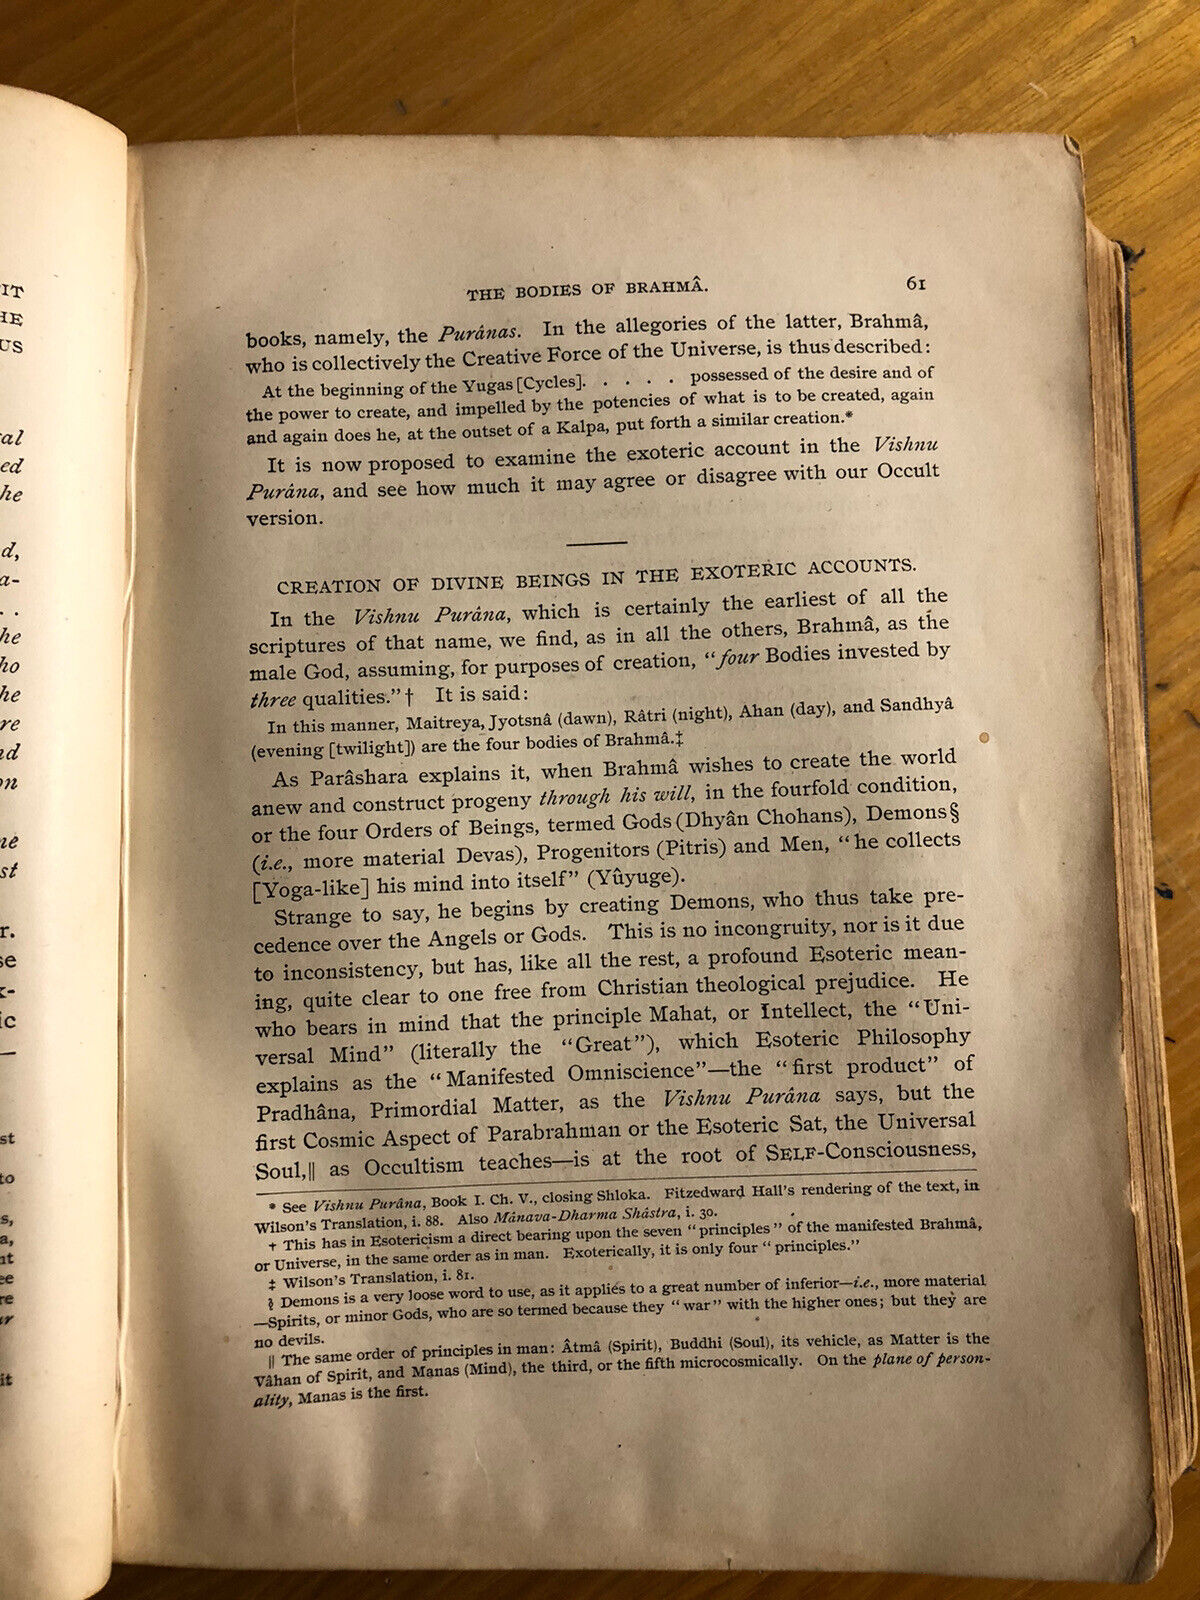 IT
HE
US
al
ed
he
d,
a-
. .
he
ho
he
re
nd
on
ne
st
r.
se
x-
ic
st
to
s,
a,
at
ee
re
ur
it
THE BODIES OF BRAHMÂ. 61
books, namely, the Purânas. In the allegories of the latter, Brahmâ,
who is collectively the Creative Force of the Universe, is thus described:
At the beginning of the Yugas [Cycles]. . . . . possessed of the desire and of
the power to create, and impelled by the potencies of what is to be created, again
and again does he, at the outset of a Kalpa, put forth a similar creation.*
It is now proposed to examine the exoteric account in the Vishnu
Purâna, and see how much it may agree or disagree with our Occult
version.
CREATION OF DIVINE BEINGS IN THE EXOTERIC ACCOUNTS.
In the Vishnu Purâna, which is certainly the earliest of all the
scriptures of that name, we find, as in all the others, Brahmâ, as the
male God, assuming, for purposes of creation, “four Bodies invested by
three qualities.”† It is said:
In this manner, Maitreya, Jyotsnâ (dawn), Râtri (night), Ahan (day), and Sandhyâ
(evening [twilight]) are the four bodies of Brahmâ.‡
As Parâshara explains it, when Brahmâ wishes to create the world
anew and construct progeny through his will, in the fourfold condition,
or the four Orders of Beings, termed Gods (Dhyân Chohans), Demons§
(i.e., more material Devas), Progenitors (Pitris) and Men, “he collects
[Yoga-like] his mind into itself” (Yûyuge).
Strange to say, he begins by creating Demons, who thus take pre-
cedence over the Angels or Gods. This is no incongruity, nor is it due
to inconsistency, but has, like all the rest, a profound Esoteric mean-
ing, quite clear to one free from Christian theological prejudice. He
who bears in mind that the principle Mahat, or Intellect, the “Uni-
versal Mind” (literally the “Great”), which Esoteric Philosophy
explains as the “Manifested Omniscience”—the “first product” of
Pradhâna, Primordial Matter, as the Vishnu Purâna says, but the
first Cosmic Aspect of Parabrahman or the Esoteric Sat, the Universal
Soul,|| as Occultism teaches—is at the root of SELF-Consciousness,
* See Vishnu Purâna, Book I. Ch. V., closing Shloka. Fitzedward Hall's rendering of the text, in
Wilson's Translation, i. 88. Also Mânava-Dharma Shâstra, i. 30.
† This has in Esotericism a direct bearing upon the seven “principles” of the manifested Brahmâ,
or Universe, in the same order as in man. Exoterically, it is only four “principles.”
‡ Wilson's Translation, i. 81.
§ Demons is a very loose word to use, as it applies to a great number of inferior—i.e., more material
—Spirits, or minor Gods, who are so termed because they “war” with the higher ones; but they are
no devils.
|| The same order of principles in man: Âtmâ (Spirit), Buddhi (Soul), its vehicle, as Matter is the
Vâhan of Spirit, and Manas (Mind), the third, or the fifth microcosmically. On the plane of person-
ality, Manas is the first.